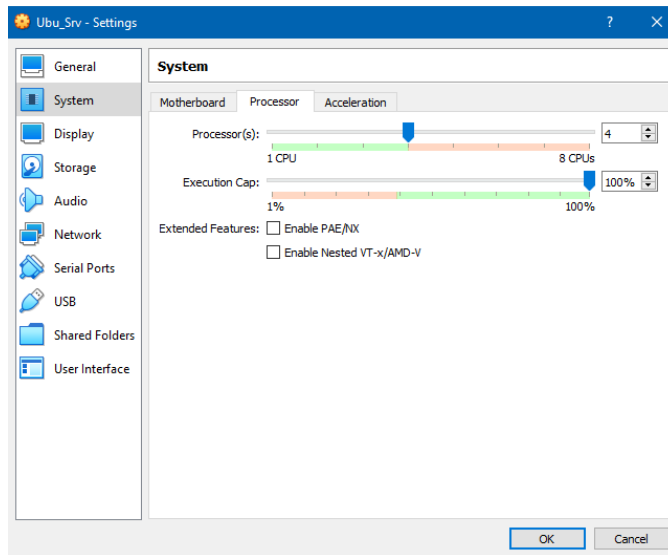 Ubu_Srv - Settings
? ×
General
System
Display
Storage
Audio
Network
Serial Ports
USB
Shared Folders
User Interface
System
Motherboard Processor Acceleration
Processor(s): 4
1 CPU 8 CPUs
Execution Cap: 100%
1% 100%
Extended Features: Enable PAE/NX
Enable Nested VT-x/AMD-V
OK Cancel